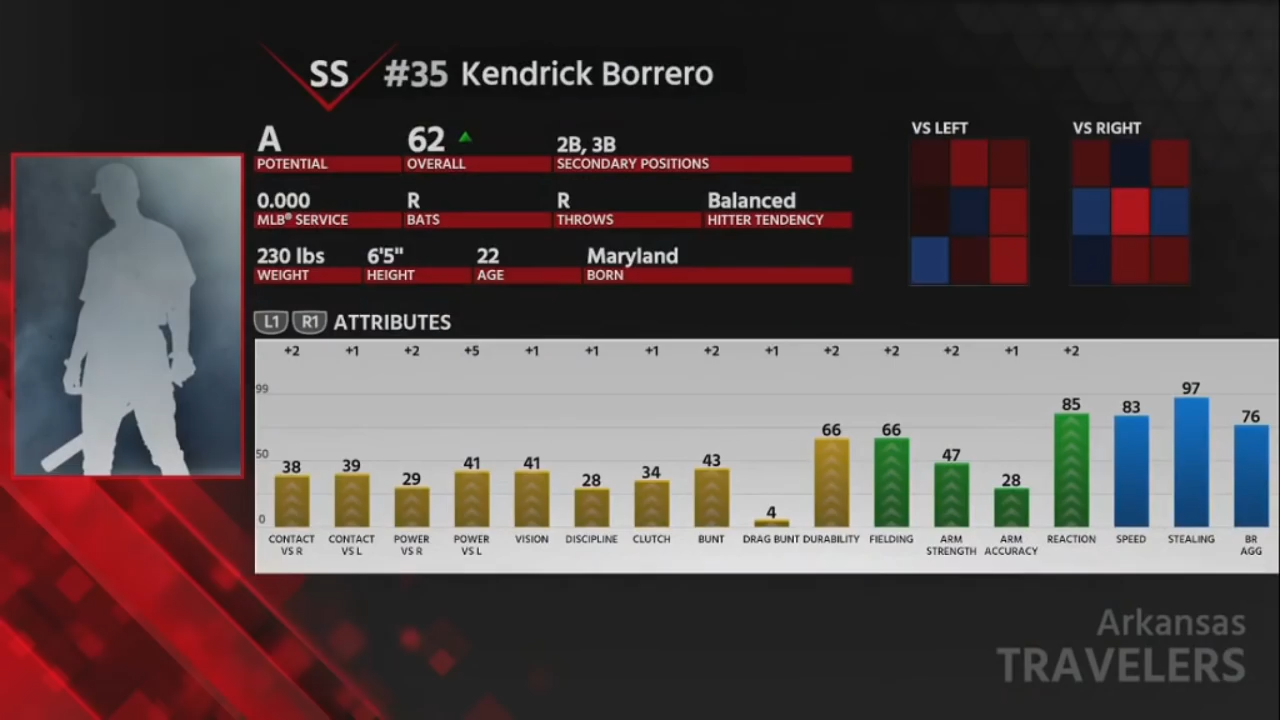 SS #35 Kendrick Borrero
A 62 2B, 3B
POTENTIAL OVERALL SECONDARY POSITIONS
0.000 R R Balanced
MLB® SERVICE BATS THROWS HITTER TENDENCY
230 lbs 6'5" 22 Maryland
WEIGHT HEIGHT AGE BORN
VS LEFT VS RIGHT
L1 R1 ATTRIBUTES
+2 +1 +2 +5 +1 +1 +1 +2 +1 +2 +2 +2 +1 +2
99
50
0
38 39 29 41 41 28 34 43 4 66 66 47 28 85 83 97 76
CONTACT VS R
CONTACT VS L
POWER VS R
POWER VS L
VISION
DISCIPLINE
CLUTCH
BUNT
DRAG BUNT
DURABILITY
FIELDING
ARM STRENGTH
ARM ACCURACY
REACTION
SPEED
STEALING
BR AGG
Arkansas
TRAVELERS